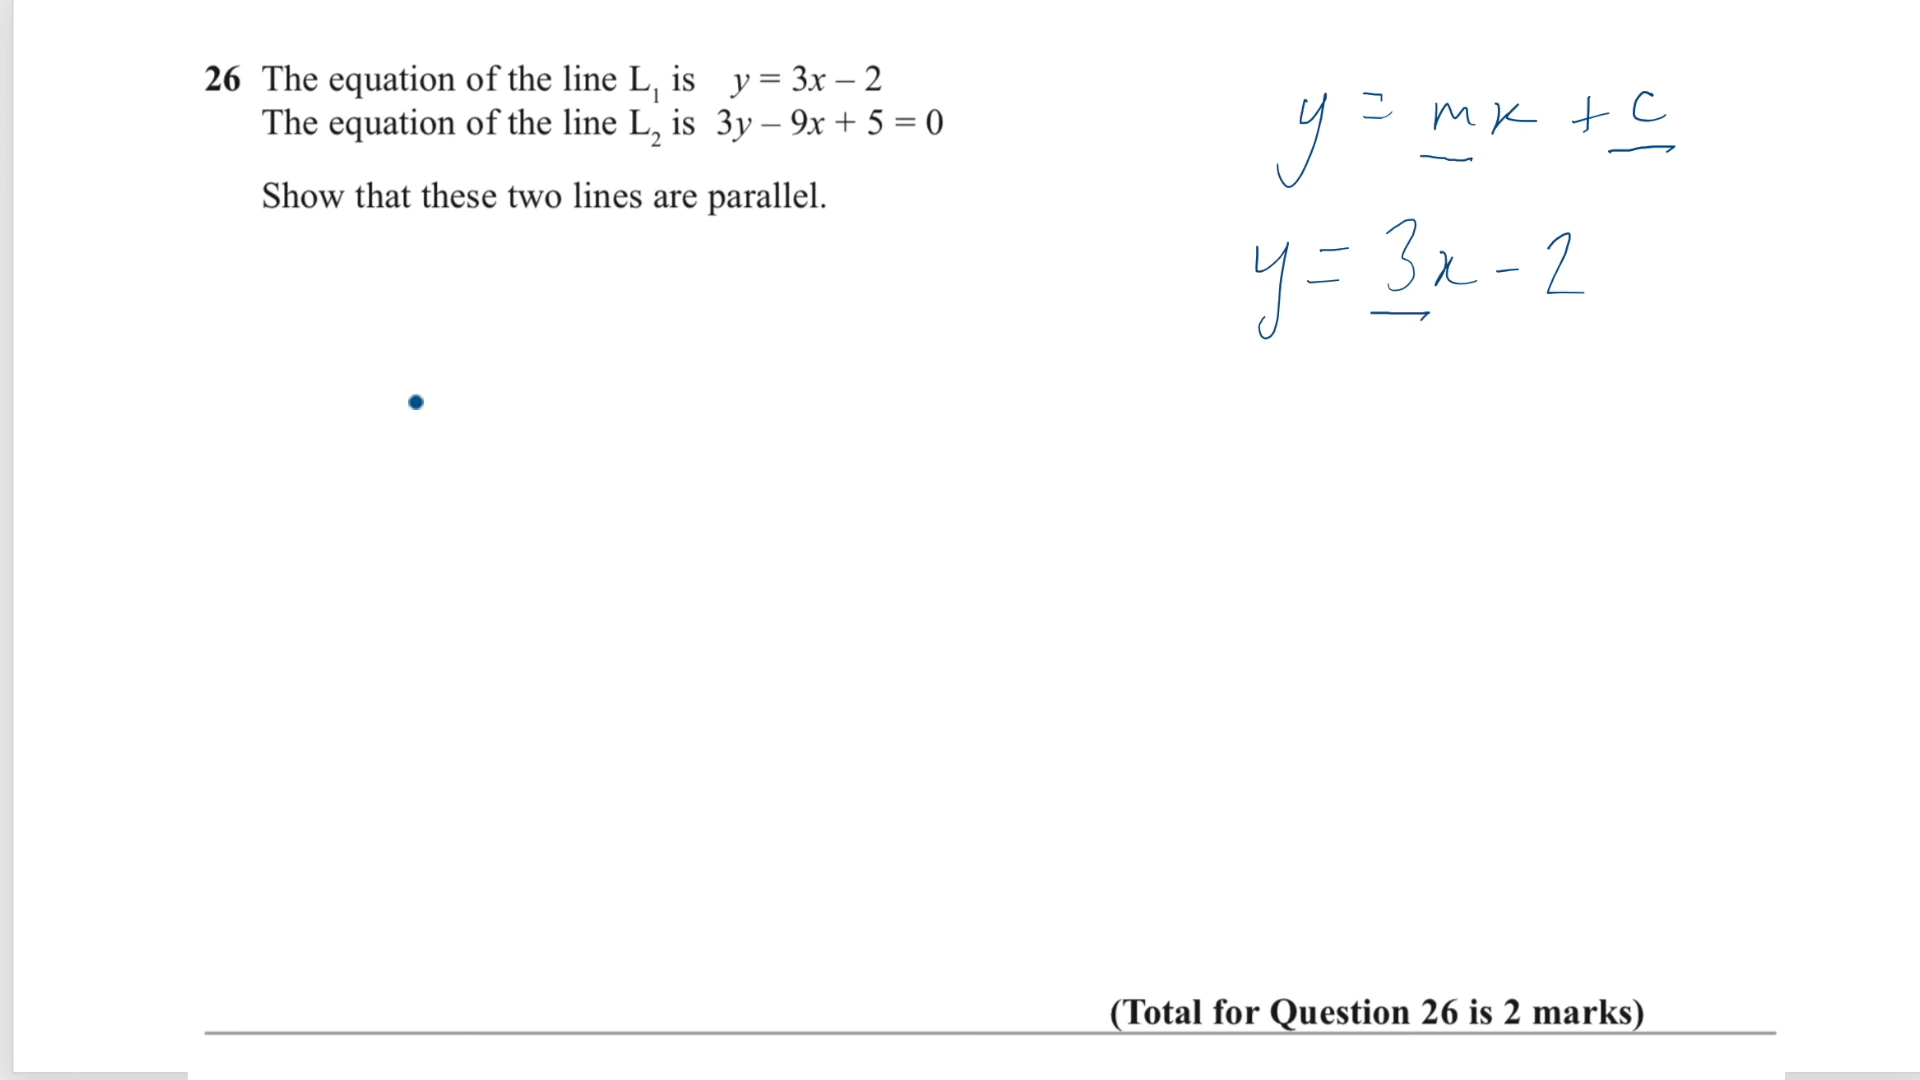 26 The equation of the line L₁ is y = 3x – 2
The equation of the line L₂ is 3y – 9x + 5 = 0
Show that these two lines are parallel.
y = mx + c
y = 3x - 2
(Total for Question 26 is 2 marks)